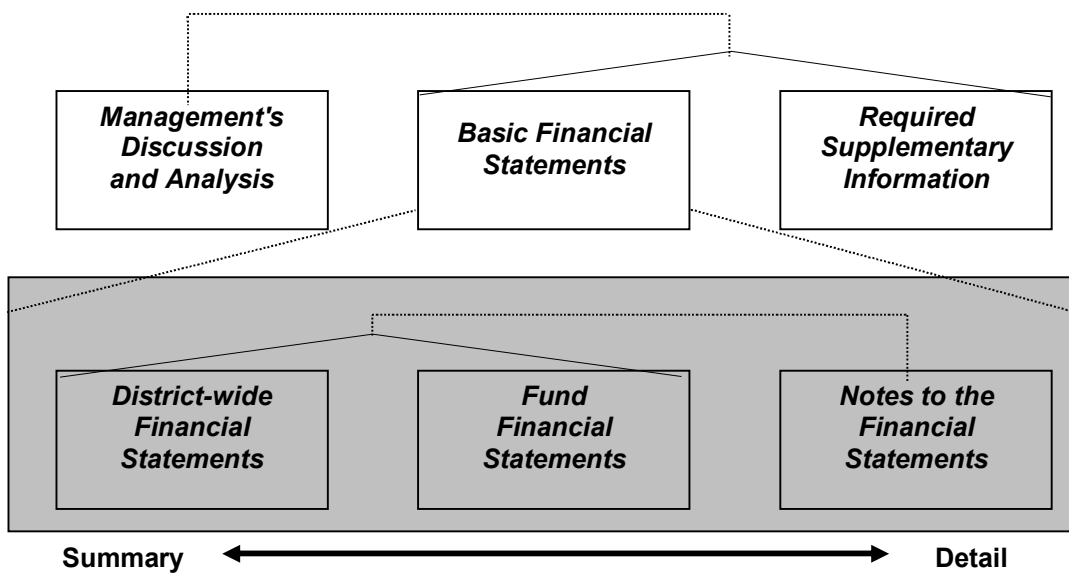 Management's
Discussion
and Analysis
Basic Financial
Statements
Required
Supplementary
Information
District-wide
Financial
Statements
Fund
Financial
Statements
Notes to the
Financial
Statements
Summary
Detail